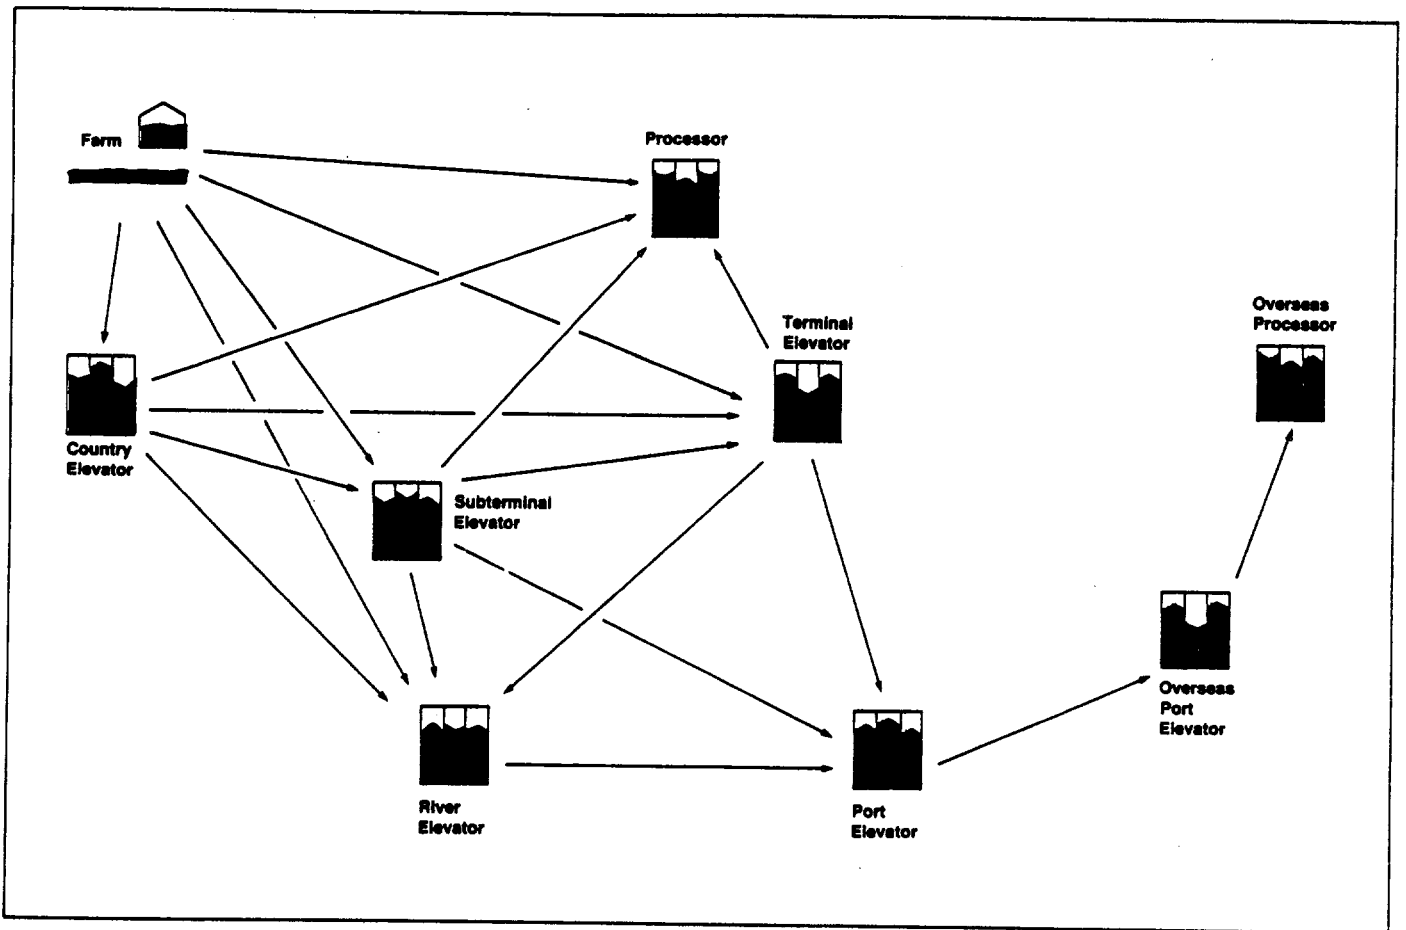 Farm
Processor
Terminal
Elevator
Overseas
Processor
Country
Elevator
Subterminal
Elevator
Overseas
Port
Elevator
River
Elevator
Port
Elevator